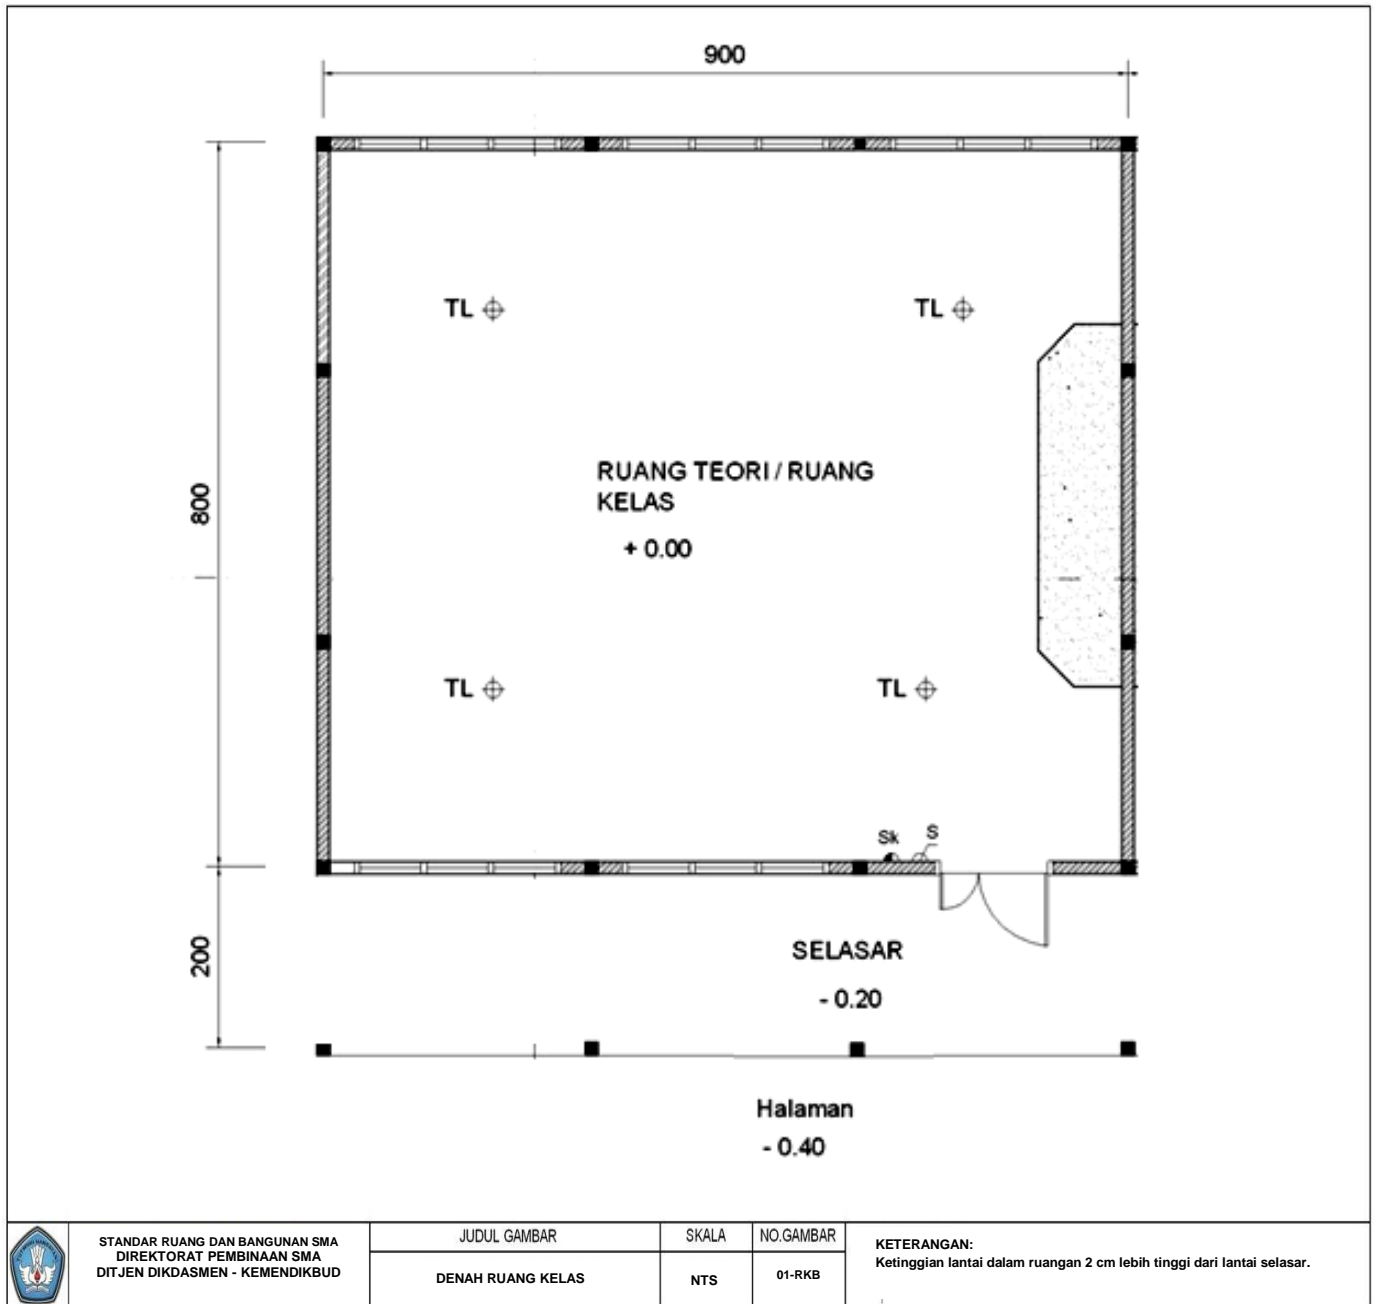 900
TL
TL
800
RUANG TEORI / RUANG
KELAS
+ 0.00
TL
TL
Sk
S
200
SELASAR
- 0.20
Halaman
- 0.40
STANDAR RUANG DAN BANGUNAN SMA
DIREKTORAT PEMBINAAN SMA
DITJEN DIKDASMEN - KEMENDIKBUD
JUDUL GAMBAR
DENAH RUANG KELAS
SKALA
NTS
NO.GAMBAR
01-RKB
KETERANGAN:
Ketinggian lantai dalam ruangan 2 cm lebih tinggi dari lantai selasar.